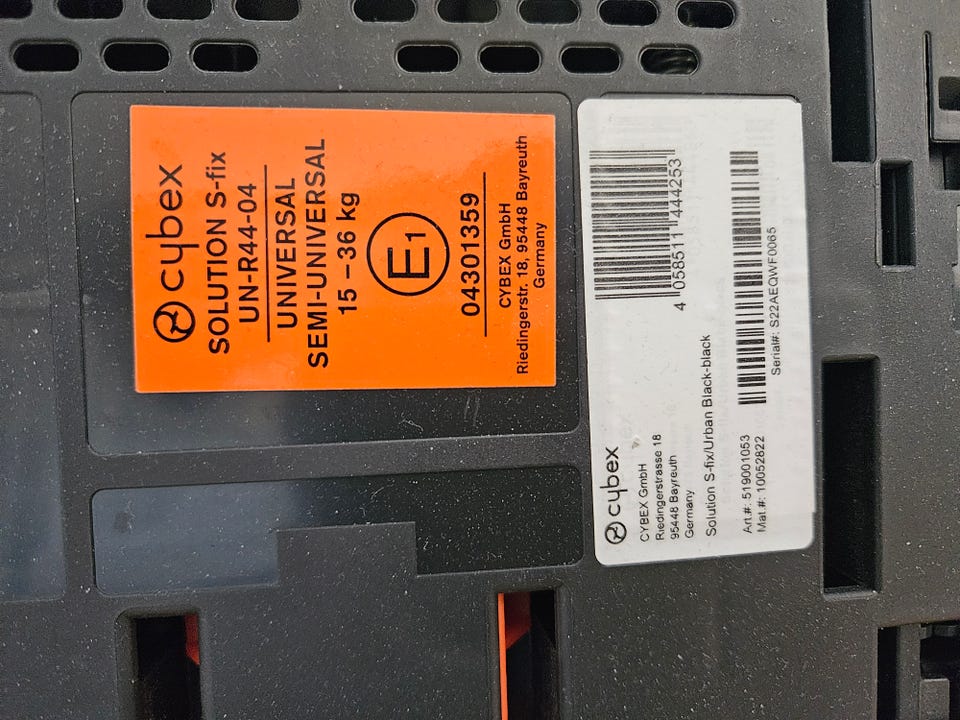 cybex
SOLUTION S-fix
UN-R44-04
UNIVERSAL
SEMI-UNIVERSAL
15 – 36 kg
E1
04301359
CYBEX GmbH
Riedingerstr. 18, 95448 Bayreuth
Germany
cybex
CYBEX GmbH
Riedingerstrasse 18
95448 Bayreuth
Germany
4 058511 444253
Solution S-fix/Urban Black-black
Art.#: 519001053
Mat.#: 10052822
Serial#: S22AEQWF0065